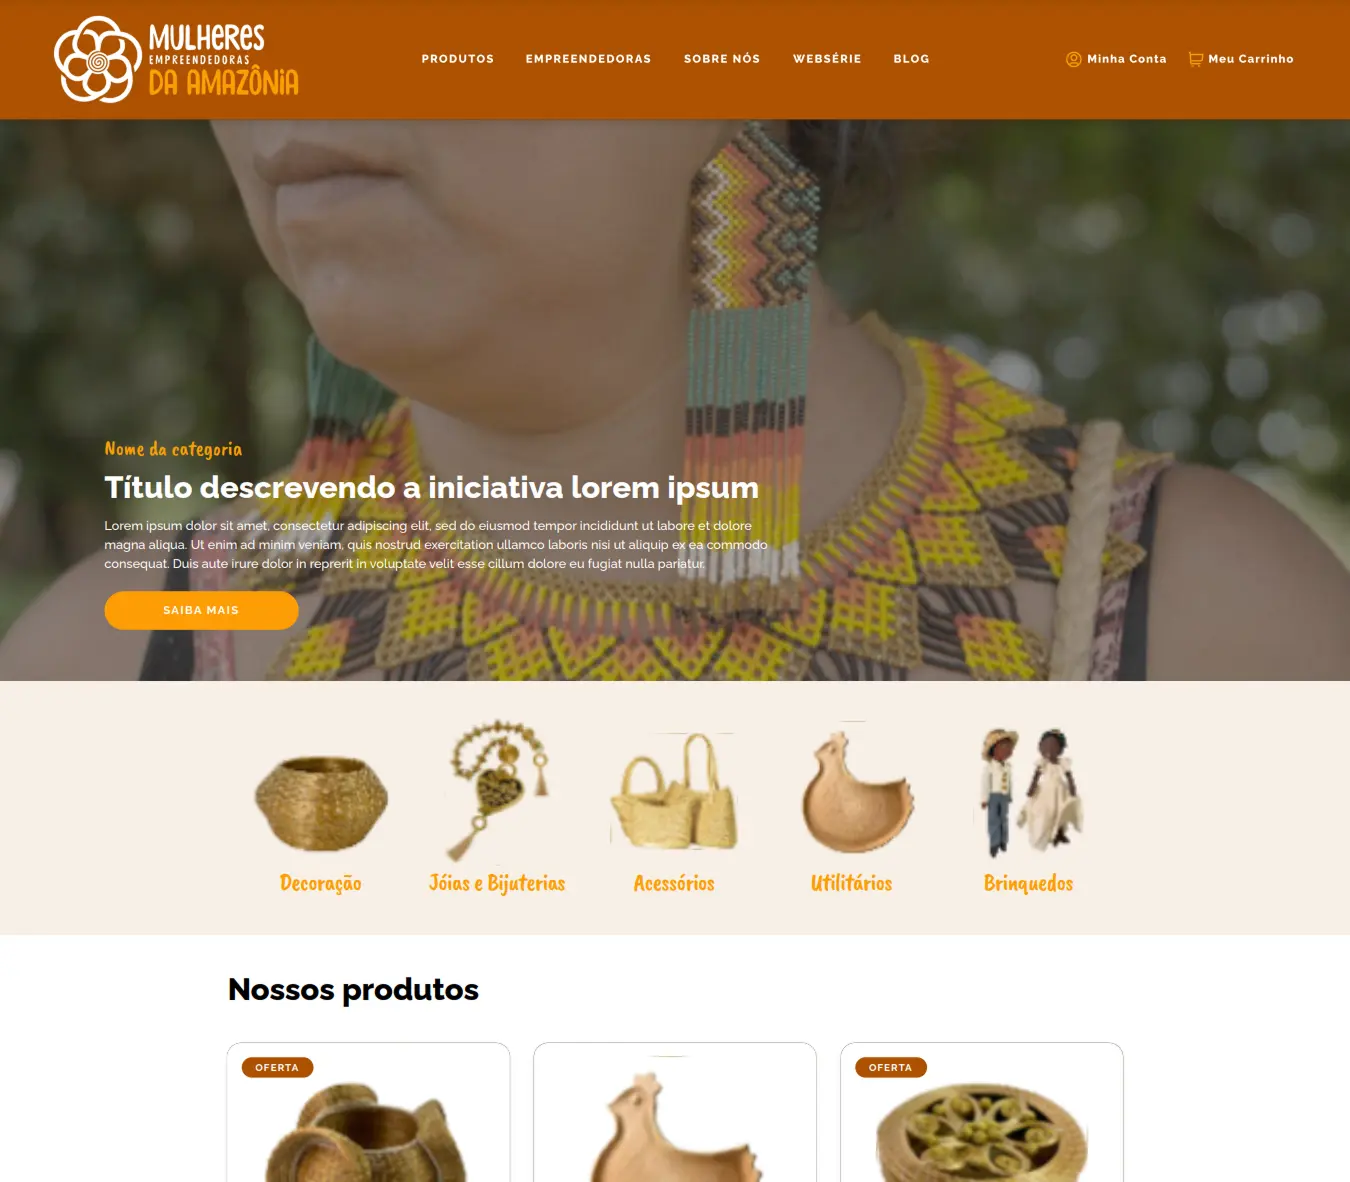 MULHERES
EMPREENDEDORAS
DA AMAZÔNIA
PRODUTOS
EMPREENDEDORAS
SOBRE NÓS
WEBSÉRIE
BLOG
Minha Conta
Meu Carrinho
Nome da categoria
Título descrevendo a iniciativa lorem ipsum
Lorem ipsum dolor sit amet, consectetur adipiscing elit, sed do eiusmod tempor incididunt ut labore et dolore
magna aliqua. Ut enim ad minim veniam, quis nostrud exercitation ullamco laboris nisi ut aliquip ex ea commodo
consequat. Duis aute irure dolor in reprerit in voluptate velit esse cillum dolore eu fugiat nulla pariatur.
SAIBA MAIS
Decoração
Jóias e Bijuterias
Acessórios
Utilitários
Brinquedos
Nossos produtos
OFERTA
OFERTA